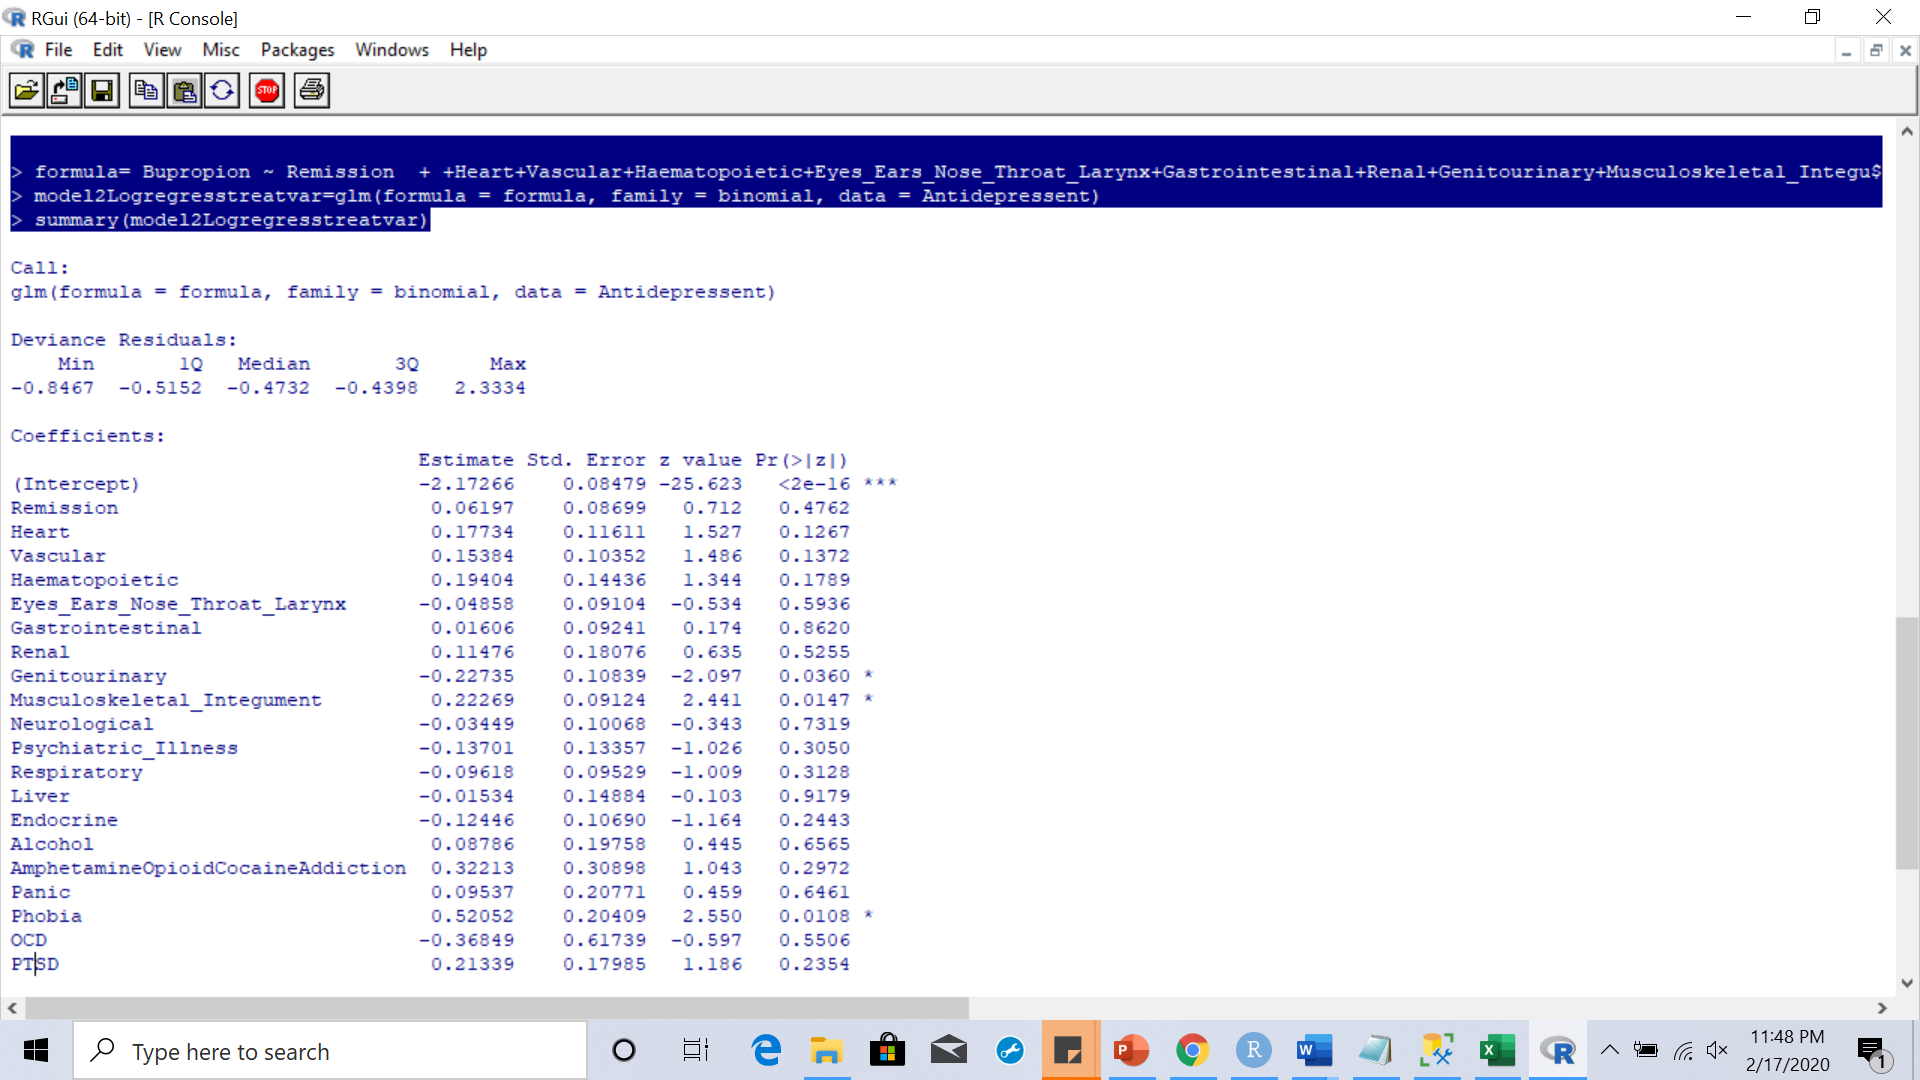 RGui (64-bit) - [R Console]
File Edit View Misc Packages Windows Help
STOP
> formula= Bupropion ~ Remission  + +Heart+Vascular+Haematopoietic+Eyes_Ears_Nose_Throat_Larynx+Gastrointestinal+Renal+Genitourinary+Musculoskeletal_Integu$
> model2Logregresstreatvar=glm(formula = formula, family = binomial, data = Antidepressent)
> summary(model2Logregresstreatvar)
Call:
glm(formula = formula, family = binomial, data = Antidepressent)
Deviance Residuals:
Min 1Q Median 3Q Max
-0.8467 -0.5152 -0.4732 -0.4398 2.3334
Coefficients:
Estimate Std. Error z value Pr(>|z|)
(Intercept) -2.17266 0.08479 -25.623 <2e-16 ***
Remission 0.06197 0.08699 0.712 0.4762
Heart 0.17734 0.11611 1.527 0.1267
Vascular 0.15384 0.10352 1.486 0.1372
Haematopoietic 0.19404 0.14436 1.344 0.1789
Eyes_Ears_Nose_Throat_Larynx -0.04858 0.09104 -0.534 0.5936
Gastrointestinal 0.01606 0.09241 0.174 0.8620
Renal 0.11476 0.18076 0.635 0.5255
Genitourinary -0.22735 0.10839 -2.097 0.0360 *
Musculoskeletal_Integument 0.22269 0.09124 2.441 0.0147 *
Neurological -0.03449 0.10068 -0.343 0.7319
Psychiatric_Illness -0.13701 0.13357 -1.026 0.3050
Respiratory -0.09618 0.09529 -1.009 0.3128
Liver -0.01534 0.14884 -0.103 0.9179
Endocrine -0.12446 0.10690 -1.164 0.2443
Alcohol 0.08786 0.19758 0.445 0.6565
AmphetamineOpioidCocaineAddiction 0.32213 0.30898 1.043 0.2972
Panic 0.09537 0.20771 0.459 0.6461
Phobia 0.52052 0.20409 2.550 0.0108 *
OCD -0.36849 0.61739 -0.597 0.5506
PTSD 0.21339 0.17985 1.186 0.2354
Type here to search
11:48 PM
2/17/2020
1